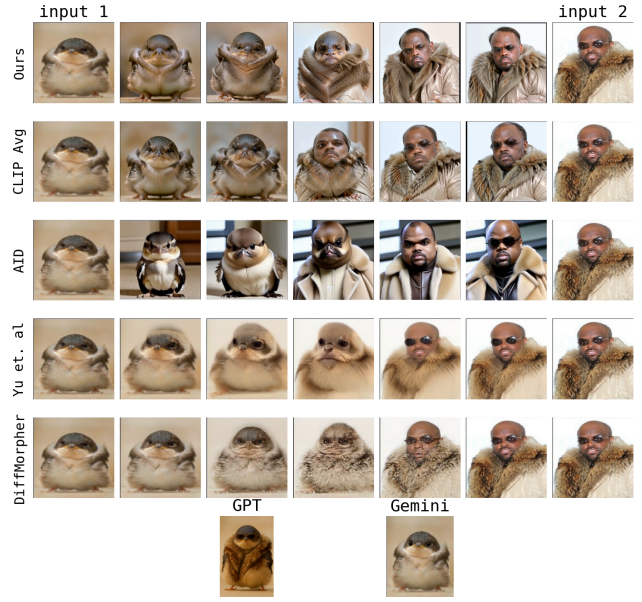 input 1
input 2
Ours
CLIP Avg
AID
Yu et. al
DiffMorpher
GPT
Gemini